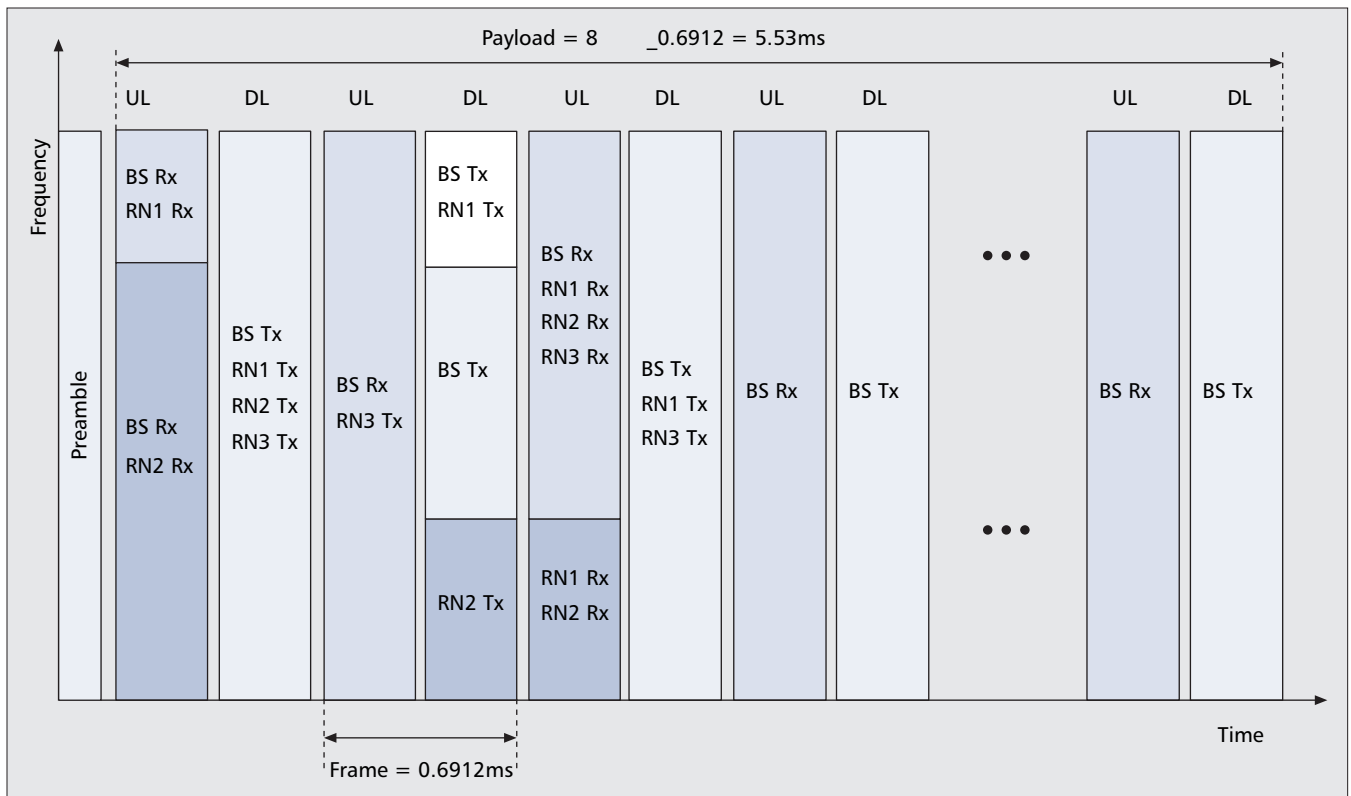 Payload = 8 _0.6912 = 5.53ms
UL DL UL DL UL DL UL DL UL DL
Frequency
Preamble
BS Rx
RN1 Rx
BS Rx
RN2 Rx
BS Tx
RN1 Tx
RN2 Tx
RN3 Tx
BS Rx
RN3 Tx
BS Tx
RN1 Tx
BS Tx
RN2 Tx
BS Rx
RN1 Rx
RN2 Rx
RN3 Rx
RN1 Rx
RN2 Rx
BS Tx
RN1 Tx
RN3 Tx
BS Rx
BS Tx
BS Rx
BS Tx
Time
Frame = 0.6912ms